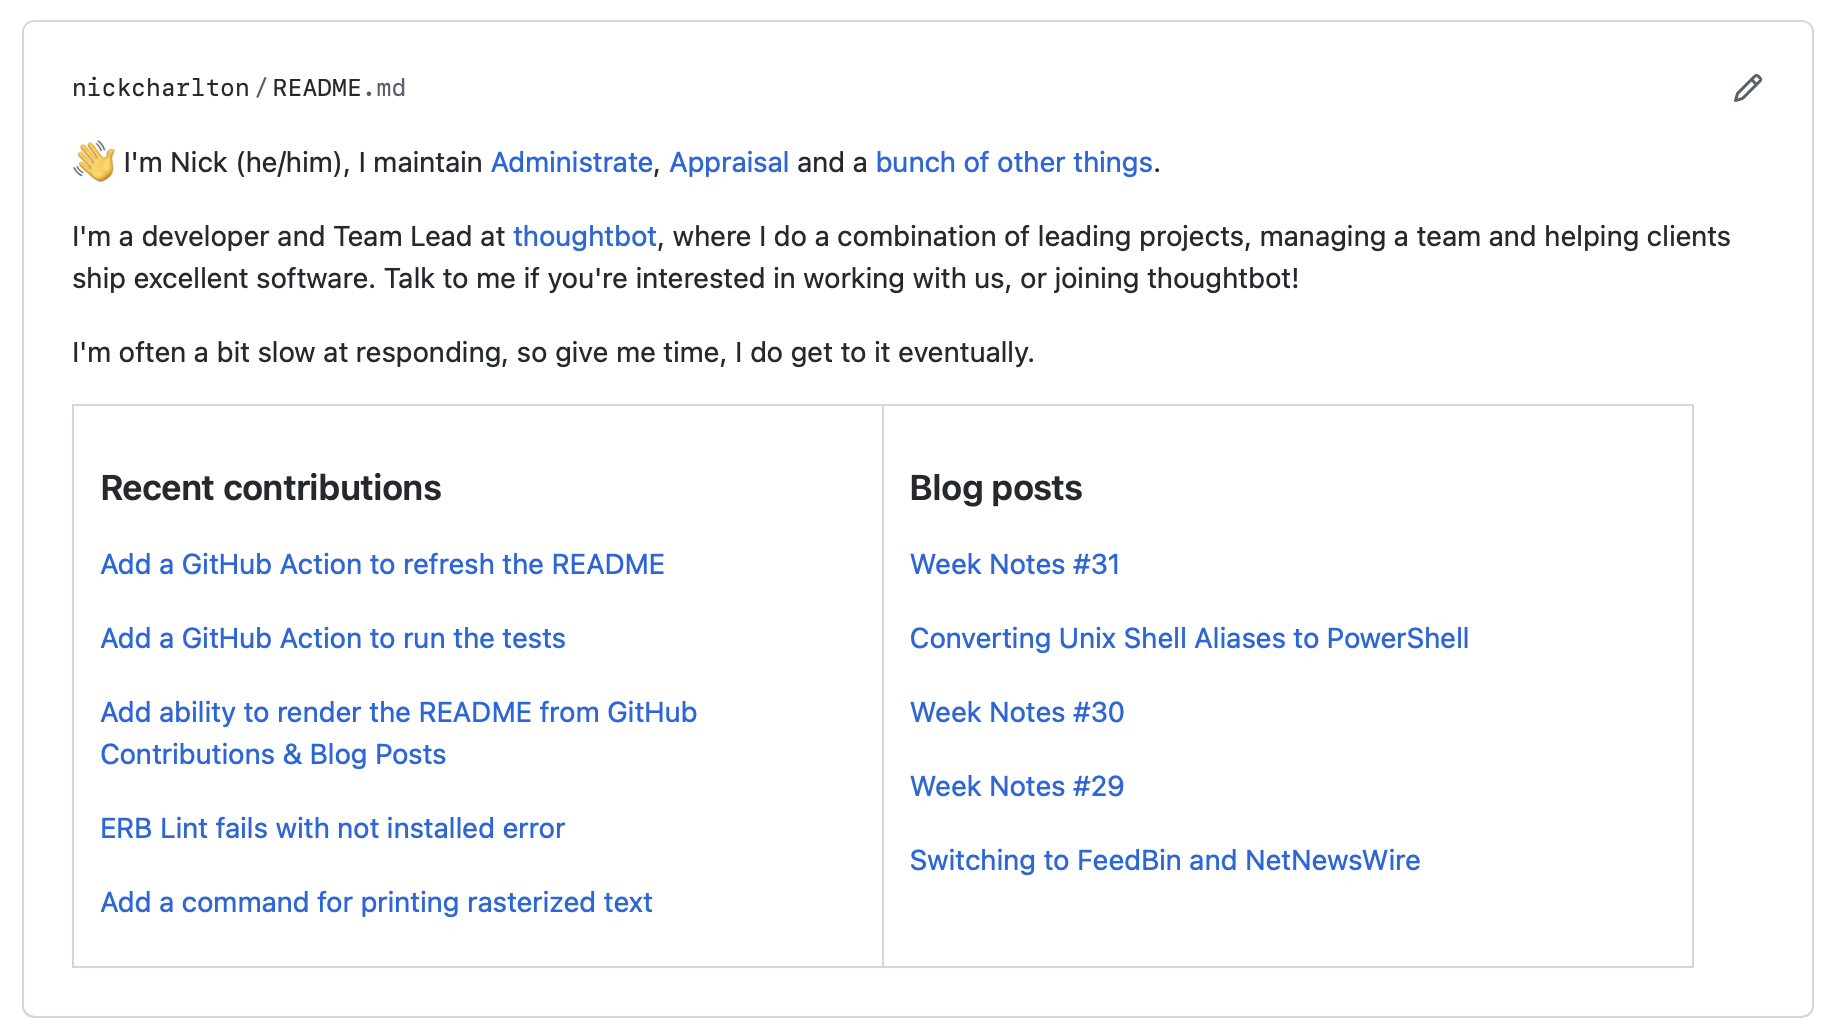 nickcharlton/README.md
👋 I'm Nick (he/him), I maintain Administrate, Appraisal and a bunch of other things.
I'm a developer and Team Lead at thoughtbot, where I do a combination of leading projects, managing a team and helping clients
ship excellent software. Talk to me if you're interested in working with us, or joining thoughtbot!
I'm often a bit slow at responding, so give me time, I do get to it eventually.
Recent contributions
Add a GitHub Action to refresh the README
Add a GitHub Action to run the tests
Add ability to render the README from GitHub
Contributions & Blog Posts
ERB Lint fails with not installed error
Add a command for printing rasterized text
Blog posts
Week Notes #31
Converting Unix Shell Aliases to PowerShell
Week Notes #30
Week Notes #29
Switching to FeedBin and NetNewsWire